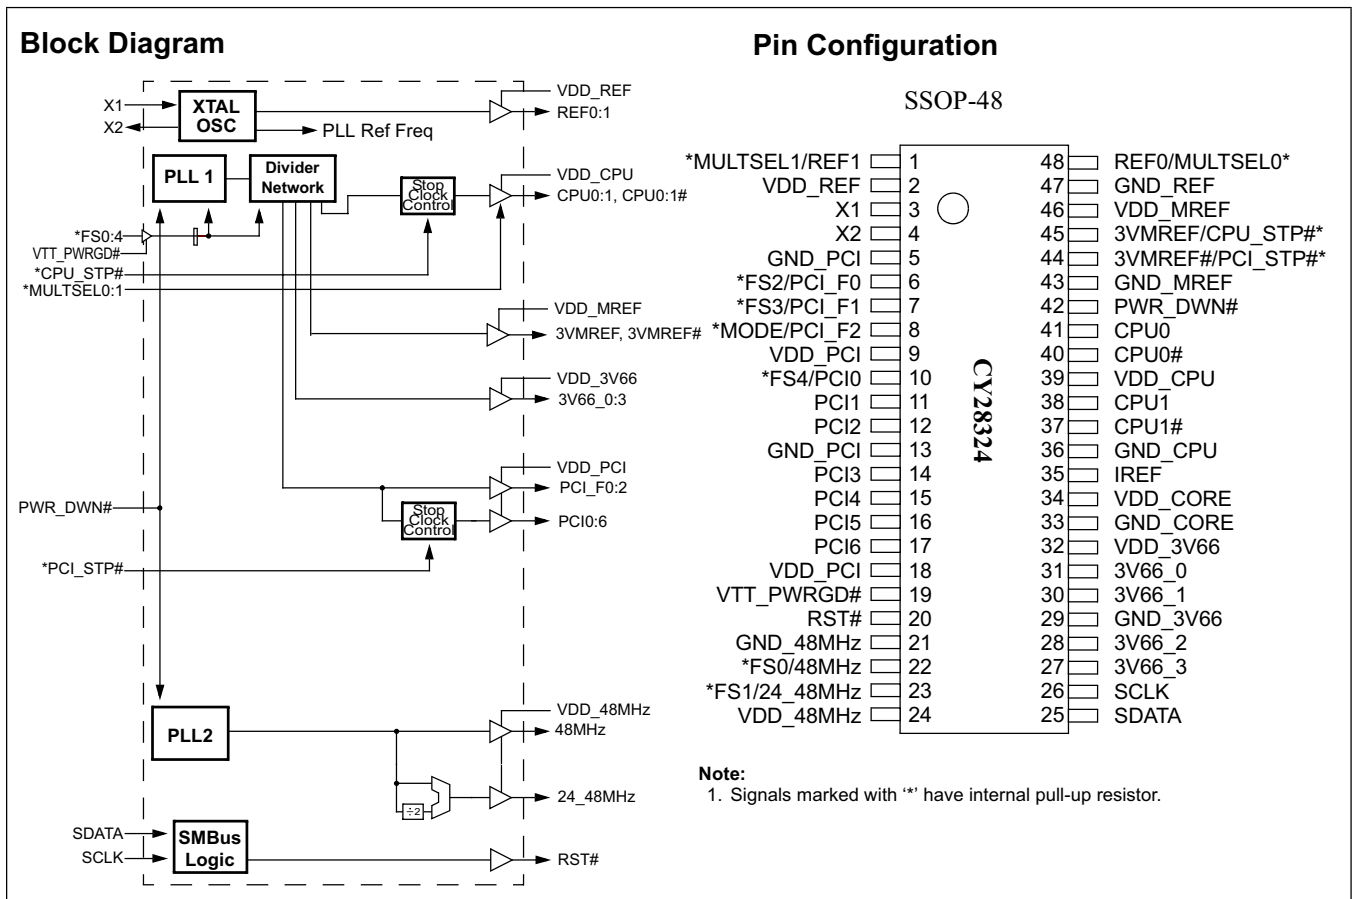 Block Diagram
X1
X2
XTAL
OSC
VDD_REF
REF0:1
PLL Ref Freq
PLL 1
Divider
Network
Stop
Clock
Control
VDD_CPU
CPU0:1, CPU0:1#
*FS0:4
VTT_PWRGD#
*CPU_STP#
*MULTSEL0:1
VDD_MREF
3VMREF, 3VMREF#
VDD_3V66
3V66_0:3
VDD_PCI
PCI_F0:2
PWR_DWN#
Stop
Clock
Control
PCI0:6
*PCI_STP#
PLL2
VDD_48MHz
48MHz
÷2
24_48MHz
SDATA
SCLK
SMBus
Logic
RST#
Pin Configuration
SSOP-48
*MULTSEL1/REF1 1
VDD_REF 2
X1 3
X2 4
GND_PCI 5
*FS2/PCI_F0 6
*FS3/PCI_F1 7
*MODE/PCI_F2 8
VDD_PCI 9
*FS4/PCI0 10
PCI1 11
PCI2 12
GND_PCI 13
PCI3 14
PCI4 15
PCI5 16
PCI6 17
VDD_PCI 18
VTT_PWRGD# 19
RST# 20
GND_48MHz 21
*FS0/48MHz 22
*FS1/24_48MHz 23
VDD_48MHz 24
CY28324
48 REF0/MULTSEL0*
47 GND_REF
46 VDD_MREF
45 3VMREF/CPU_STP#*
44 3VMREF#/PCI_STP#*
43 GND_MREF
42 PWR_DWN#
41 CPU0
40 CPU0#
39 VDD_CPU
38 CPU1
37 CPU1#
36 GND_CPU
35 IREF
34 VDD_CORE
33 GND_CORE
32 VDD_3V66
31 3V66_0
30 3V66_1
29 GND_3V66
28 3V66_2
27 3V66_3
26 SCLK
25 SDATA
Note:
1. Signals marked with ‘*’ have internal pull-up resistor.